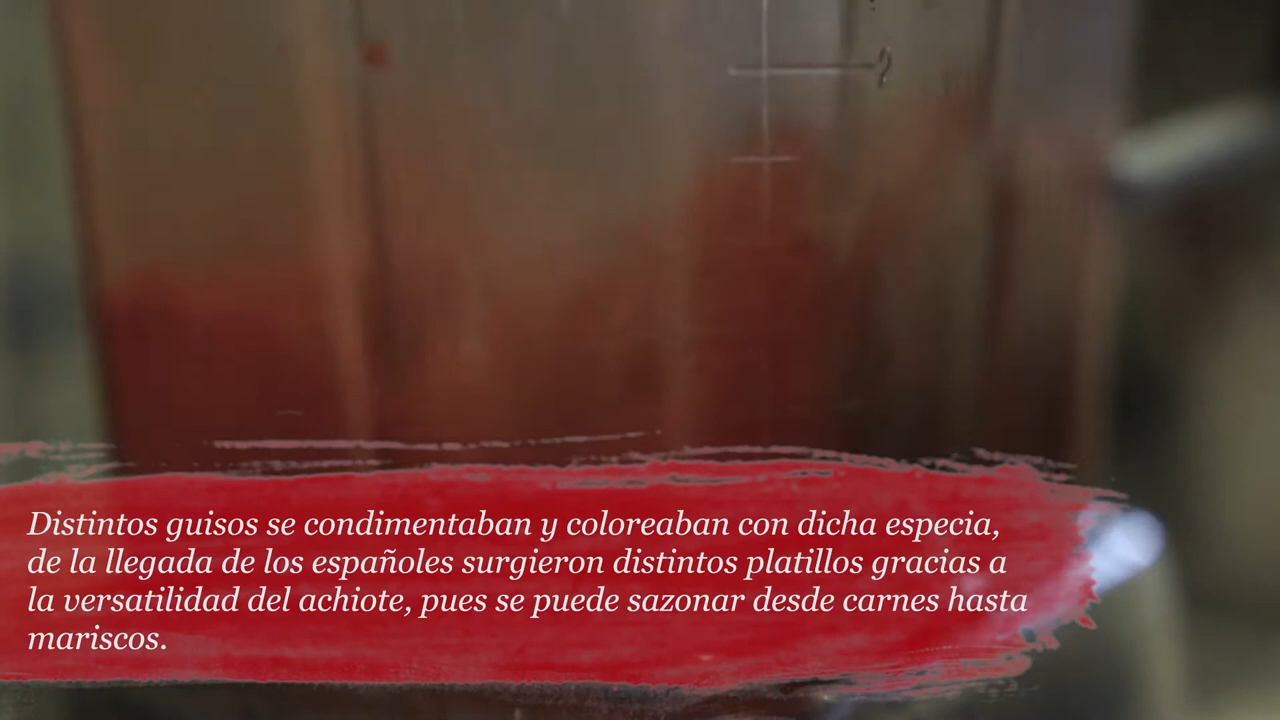 Distintos guisos se condimentaban y coloreaban con dicha especia,
de la llegada de los españoles surgieron distintos platillos gracias a
la versatilidad del achiote, pues se puede sazonar desde carnes hasta
mariscos.